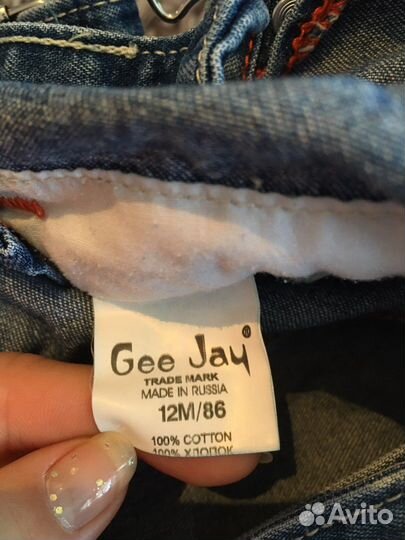 Gee Jay®
TRADE MARK
MADE IN RUSSIA
12M/86
100% COTTON
100% ХЛОПОК
Avito